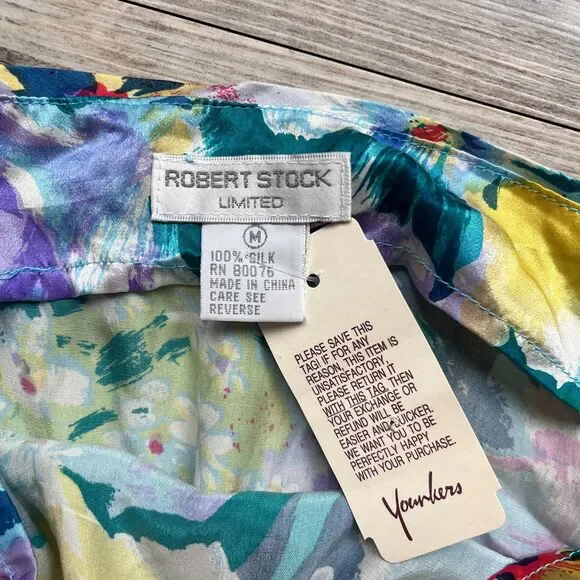 ROBERT STOCK
LIMITED
M
100% SILK
RN 80076
MADE IN CHINA
CARE SEE
REVERSE
PLEASE SAVE THIS
TAG! IF FOR ANY
REASON, THIS ITEM IS
UNSATISFACTORY,
PLEASE RETURN IT
WITH THIS TAG, THEN
YOUR EXCHANGE OR
REFUND WILL BE
EASIER AND QUICKER.
WE WANT YOU TO BE
PERFECTLY HAPPY
WITH YOUR PURCHASE.
Younkers